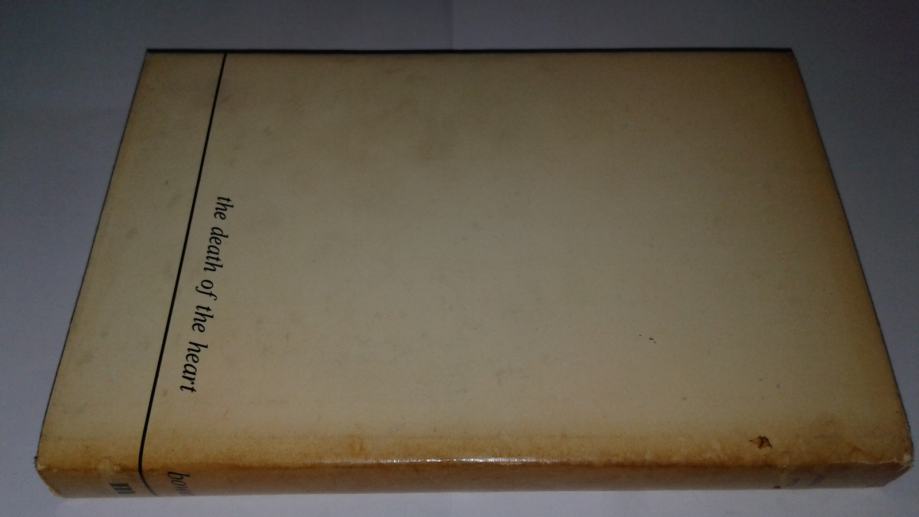 the death of the heart